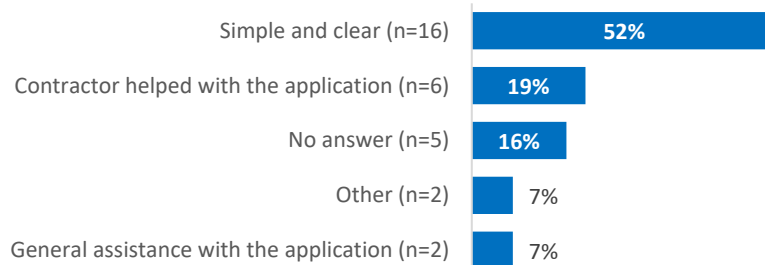 Simple and clear (n=16) 52%
Contractor helped with the application (n=6) 19%
No answer (n=5) 16%
Other (n=2) 7%
General assistance with the application (n=2) 7%